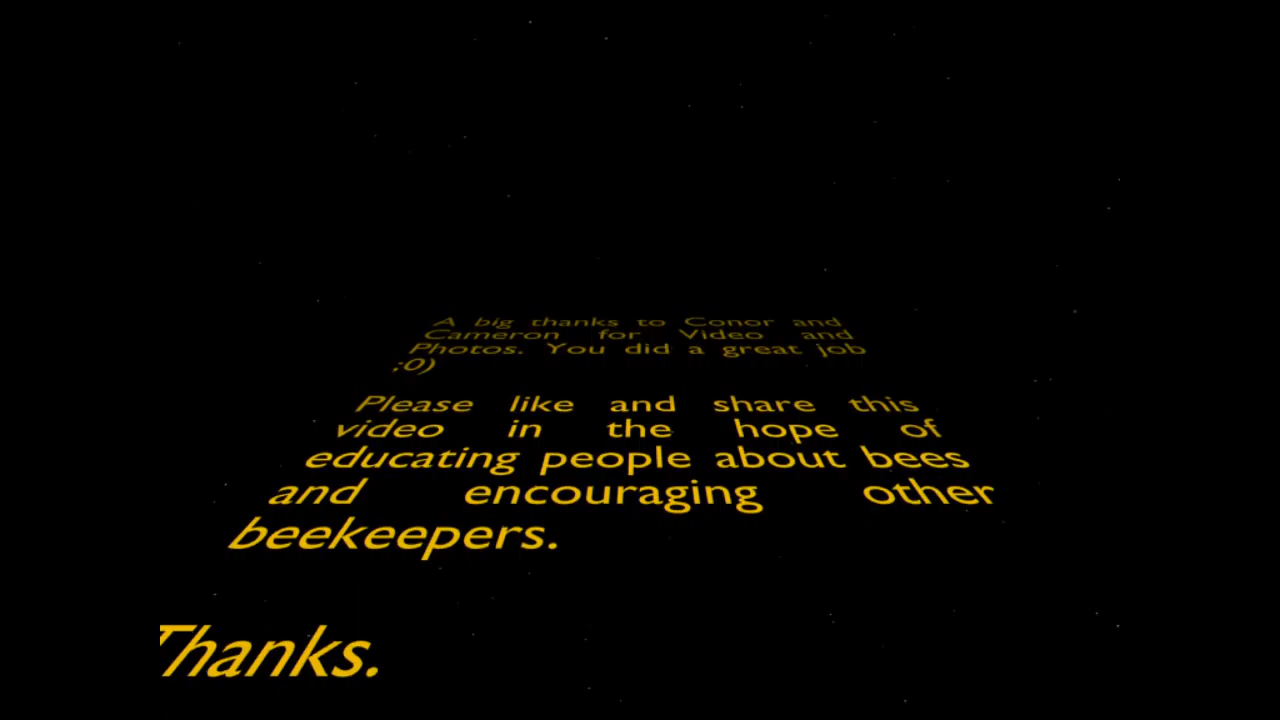 A big thanks to Conor and
Cameron for Video and
Photos. You did a great job
;0)
Please like and share this
video in the hope of
educating people about bees
and encouraging other
beekeepers.
Thanks.